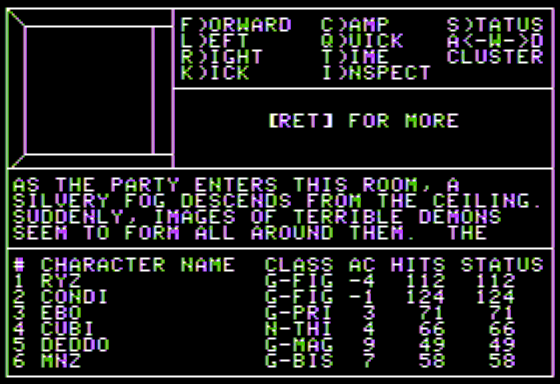 F)ORWARD C)AMP S)TATUS
L)EFT Q)UICK A<-W->D
R)IGHT T)IME CLUSTER
K)ICK I)NSPECT
[RET] FOR MORE
AS THE PARTY ENTERS THIS ROOM, A
SILVERY FOG DESCENDS FROM THE CEILING.
SUDDENLY, IMAGES OF TERRIBLE DEMONS
SEEM TO FORM ALL AROUND THEM. THE
# CHARACTER NAME CLASS AC HITS STATUS
1 RYZ G-FIG -4 112 112
2 CONDI G-FIG -1 124 124
3 EBO G-PRI 3 71 71
4 CUBI N-THI 4 66 66
5 DEDDO G-MAG 9 49 49
6 MNZ G-BIS 7 58 58